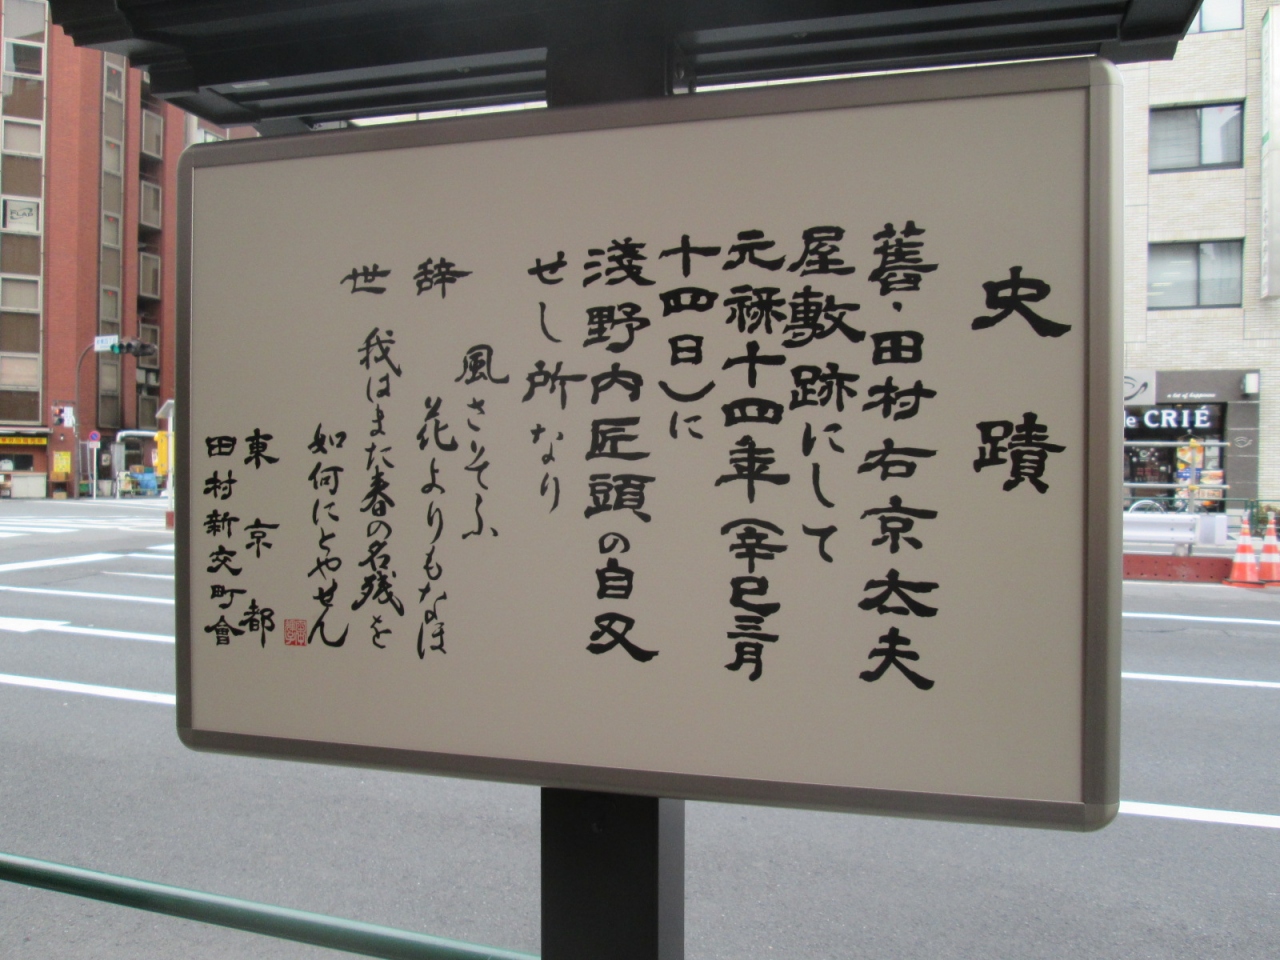 史蹟
舊・田村右京太夫
屋敷跡にして
元禄十四年（辛巳三月
十四日）に
淺野内匠頭の自刄
せし所なり
辞世
風さそふ
花よりもなほ
我はまた春の名残を
如何にとやせん
東京都
田村新交町會
CRIÉ